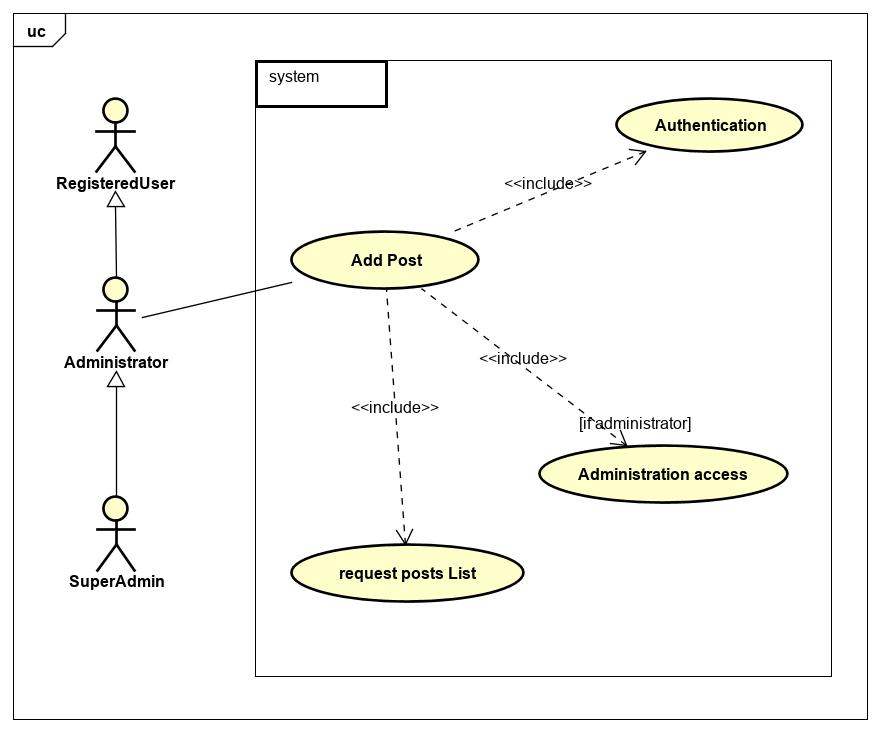 uc
system
Authentication
RegisteredUser
<<include>>
Add Post
Administrator
<<include>>
<<include>>
[if administrator]
Administration access
request posts List
SuperAdmin